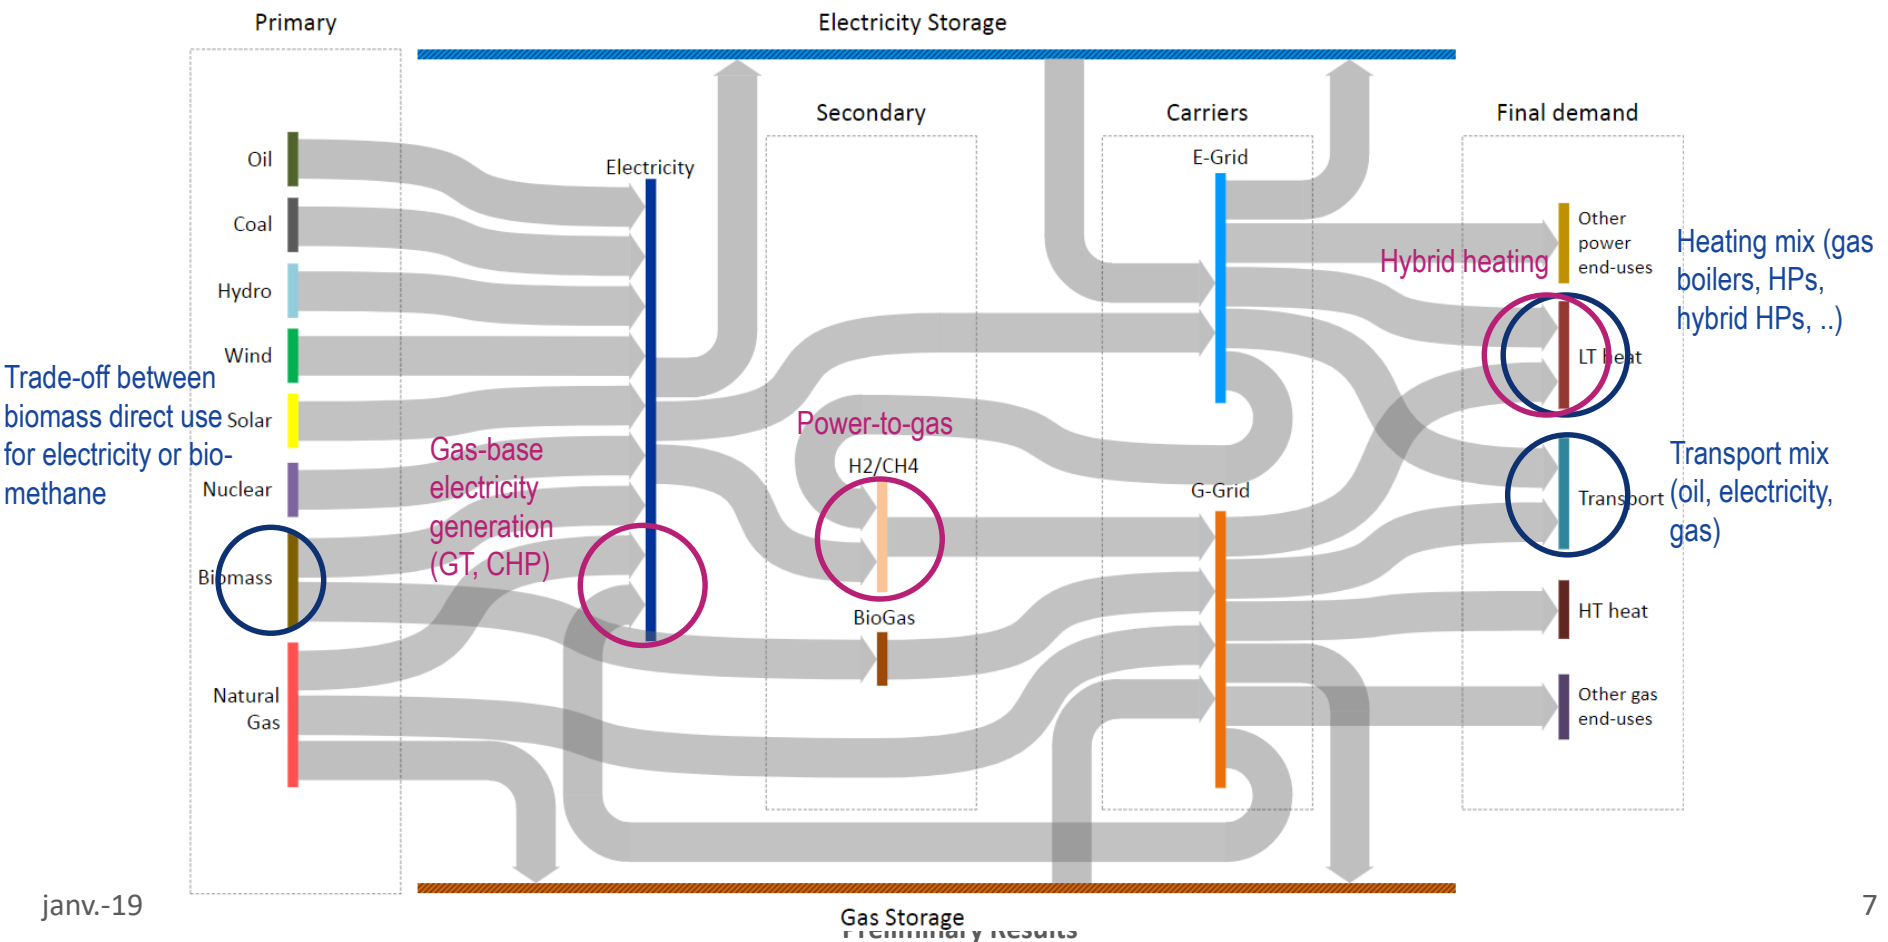 Primary
Electricity Storage
Secondary
Carriers
Final demand
Oil
Coal
Hydro
Wind
Solar
Nuclear
Biomass
Natural
Gas
Trade-off between
biomass direct use
for electricity or bio-
methane
Electricity
Gas-base
electricity
generation
(GT, CHP)
Power-to-gas
H2/CH4
BioGas
E-Grid
G-Grid
Hybrid heating
Other
power
end-uses
LT heat
Transport
HT heat
Other gas
end-uses
Heating mix (gas
boilers, HPs,
hybrid HPs, ..)
Transport mix
(oil, electricity,
gas)
Gas Storage
Preliminary Results
janv.-19
7